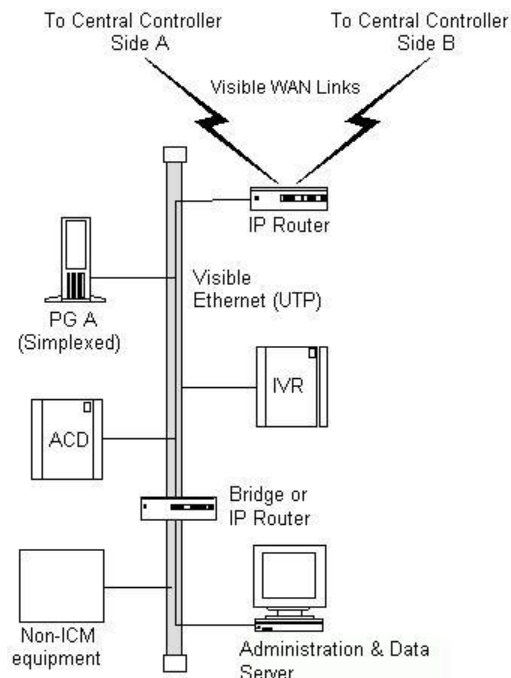 To Central Controller
Side A
To Central Controller
Side B
Visible WAN Links
IP Router
Visible
Ethernet (UTP)
PG A
(Simplexed)
IVR
ACD
Bridge or
IP Router
Non-ICM
equipment
Administration & Data
Server